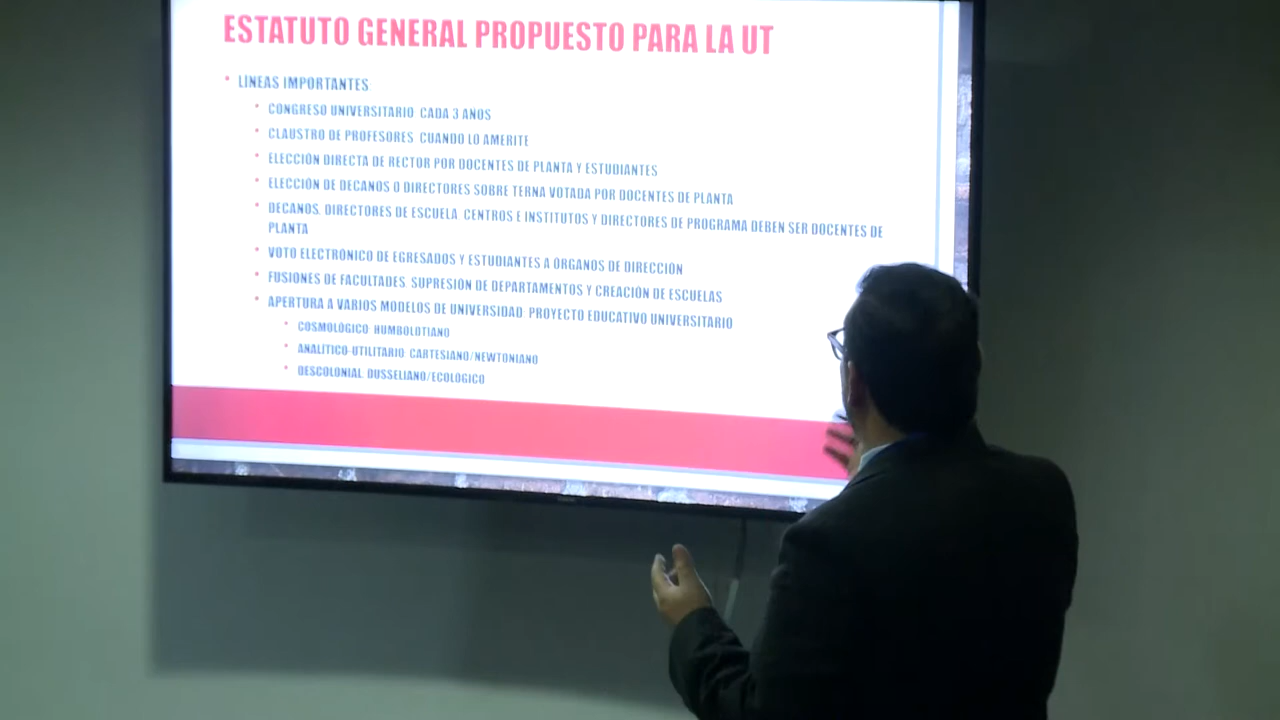 ESTATUTO GENERAL PROPUESTO PARA LA UT
LÍNEAS IMPORTANTES
CONGRESO UNIVERSITARIO: CADA 3 AÑOS
CLAUSTRO DE PROFESORES: CUANDO LO AMERITE
ELECCIÓN DIRECTA DE RECTOR POR DOCENTES DE PLANTA Y ESTUDIANTES
ELECCIÓN DE DECANOS O DIRECTORES SOBRE TERNA VOTADA POR DOCENTES DE PLANTA
DECANOS, DIRECTORES DE ESCUELA, CENTROS E INSTITUTOS Y DIRECTORES DE PROGRAMA DEBEN SER DOCENTES DE
PLANTA
VOTO ELECTRÓNICO DE EGRESADOS Y ESTUDIANTES A ÓRGANOS DE DIRECCIÓN
FUSIONES DE FACULTADES, SUPRESIÓN DE DEPARTAMENTOS Y CREACIÓN DE ESCUELAS
APERTURA A VARIOS MODELOS DE UNIVERSIDAD: PROYECTO EDUCATIVO UNIVERSITARIO
COSMOLÓGICO: HUMBOLDTIANO
ANALÍTICO-UTILITARIO: CARTESIANO/NEWTONIANO
DESCOLONIAL: DUSSELIANO/ECOLÓGICO